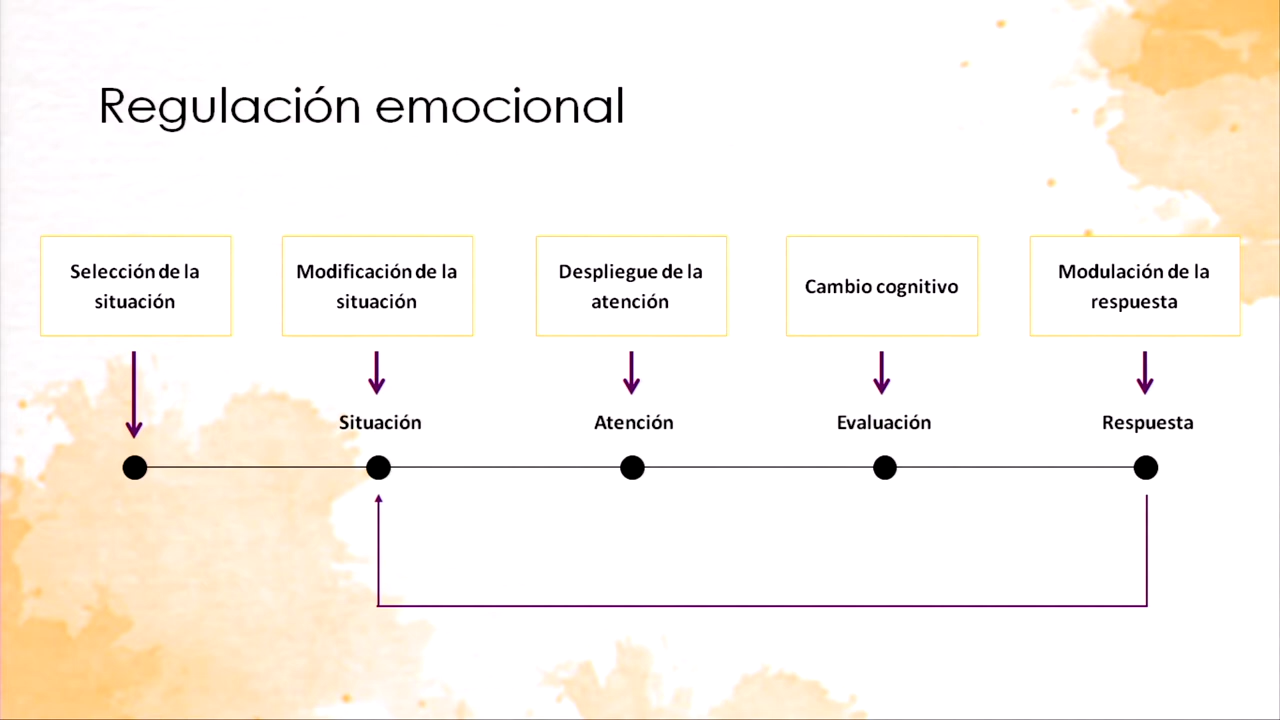 Regulación emocional
Selección de la
situación
Modificación de la
situación
Despliegue de la
atención
Cambio cognitivo
Modulación de la
respuesta
Situación
Atención
Evaluación
Respuesta